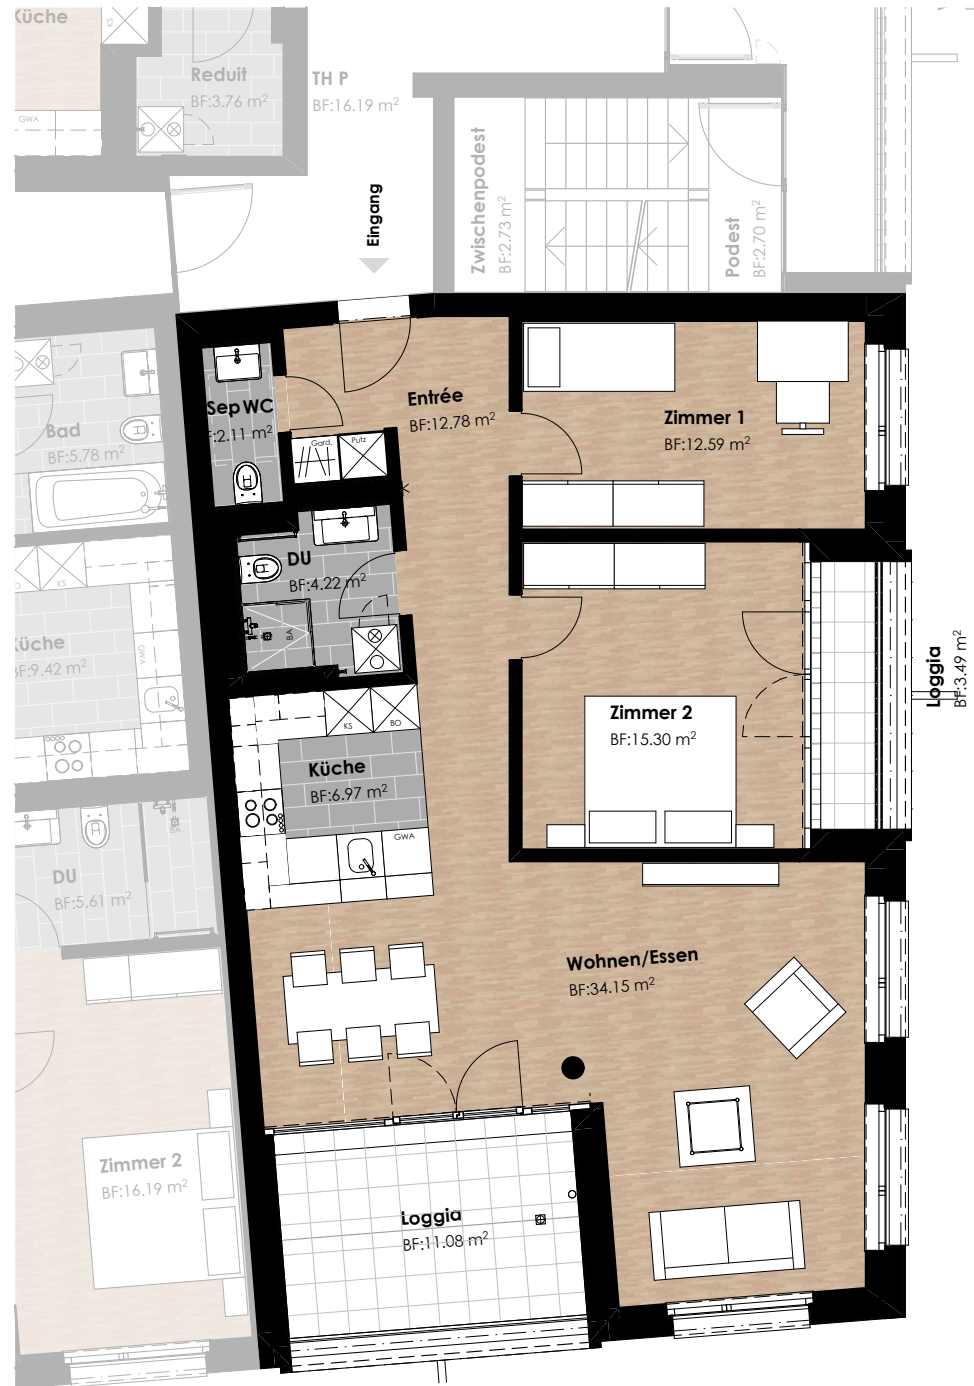 Küche
KS
Reduit
BF:3.76 m²
TH P
BF:16.19 m²
GWA
Eingang
Zwischenpodest
BF:2.73 m²
Podest
BF:2.70 m²
Entrée
BF:12.78 m²
Sep WC
:2.11 m²
Gard.
Putz
Zimmer 1
BF:12.59 m²
Bad
BF:5.78 m²
DU
BF:4.22 m²
BA
KS
Küche
BF:9.42 m²
GWA
Zimmer 2
BF:15.30 m²
Loggia
BF:3.49 m²
KS
BO
Küche
BF:6.97 m²
GWA
DU
BF:5.61 m²
BA
Wohnen/Essen
BF:34.15 m²
Zimmer 2
BF:16.19 m²
Loggia
BF:11.08 m²